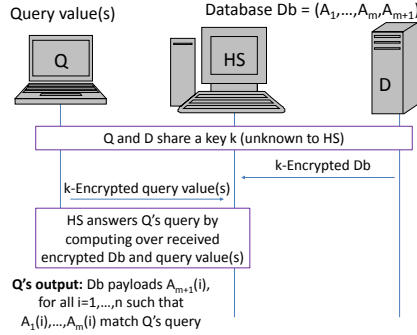 Query value(s)
Database Db = (A1,…,Am,Am+1)
Q
HS
D
Q and D share a key k (unknown to HS)
k-Encrypted Db
k-Encrypted query value(s)
HS answers Q's query by
computing over received
encrypted Db and query value(s)
Q's output: Db payloads Am+1(i),
for all i=1,…,n such that
A1(i),…,Am(i) match Q's query